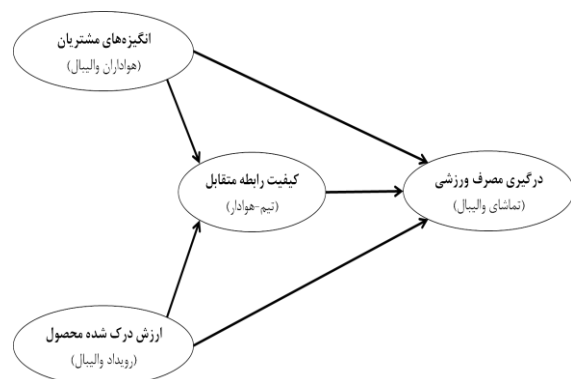 انگیزه‌های مشتریان
(هواداران والیبال)
کیفیت رابطه متقابل
(تیم-هوادار)
درگیری مصرف ورزشی
(تماشای والیبال)
ارزش درک شده محصول
(رویداد والیبال)